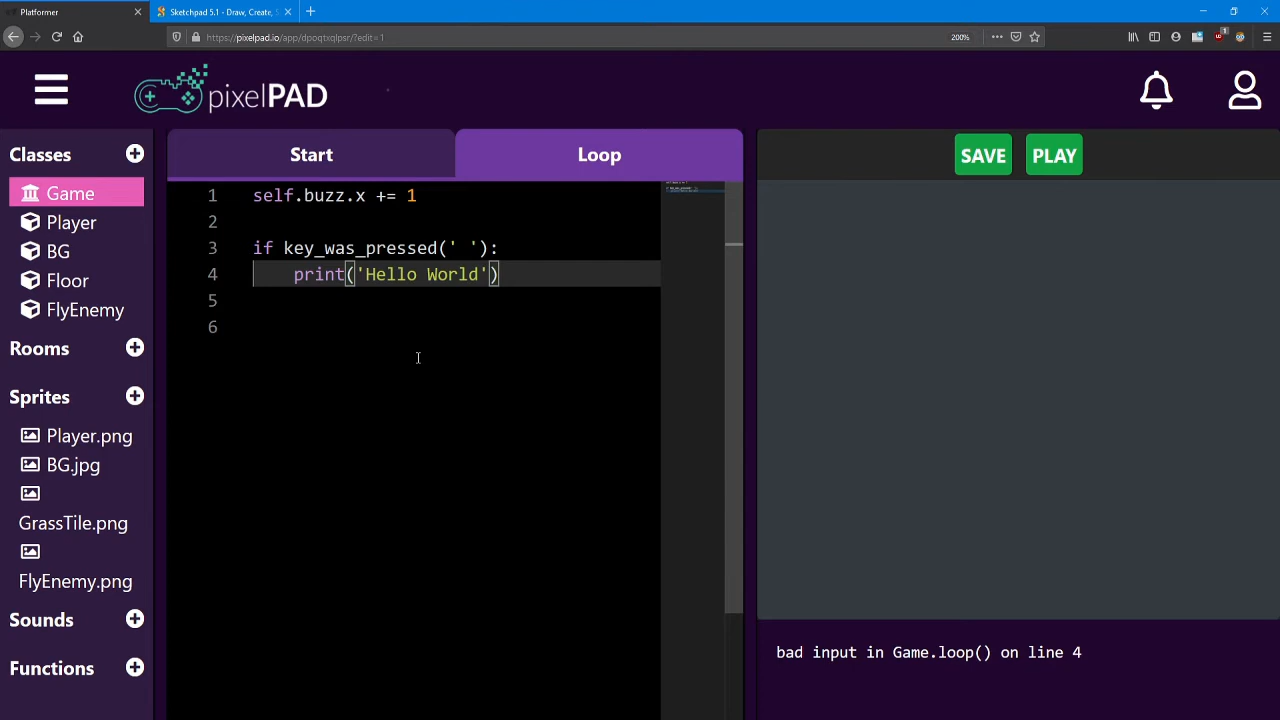 Platformer
Sketchpad 5.1 - Draw, Create,
https://pixelpad.io/app/dpoqtxqlpsr/?edit=1
200%
pixelPAD
Classes
Game
Player
BG
Floor
FlyEnemy
Rooms
Sprites
Player.png
BG.jpg
GrassTile.png
FlyEnemy.png
Sounds
Functions
Start
Loop
1 self.buzz.x += 1
2
3 if key_was_pressed(' '):
4 print('Hello World')
5
6
SAVE
PLAY
bad input in Game.loop() on line 4